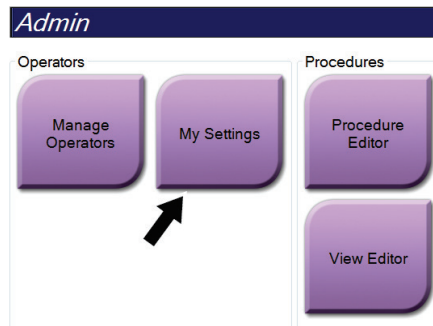 Admin
Operators
Manage
Operators
My Settings
Procedures
Procedure
Editor
View Editor